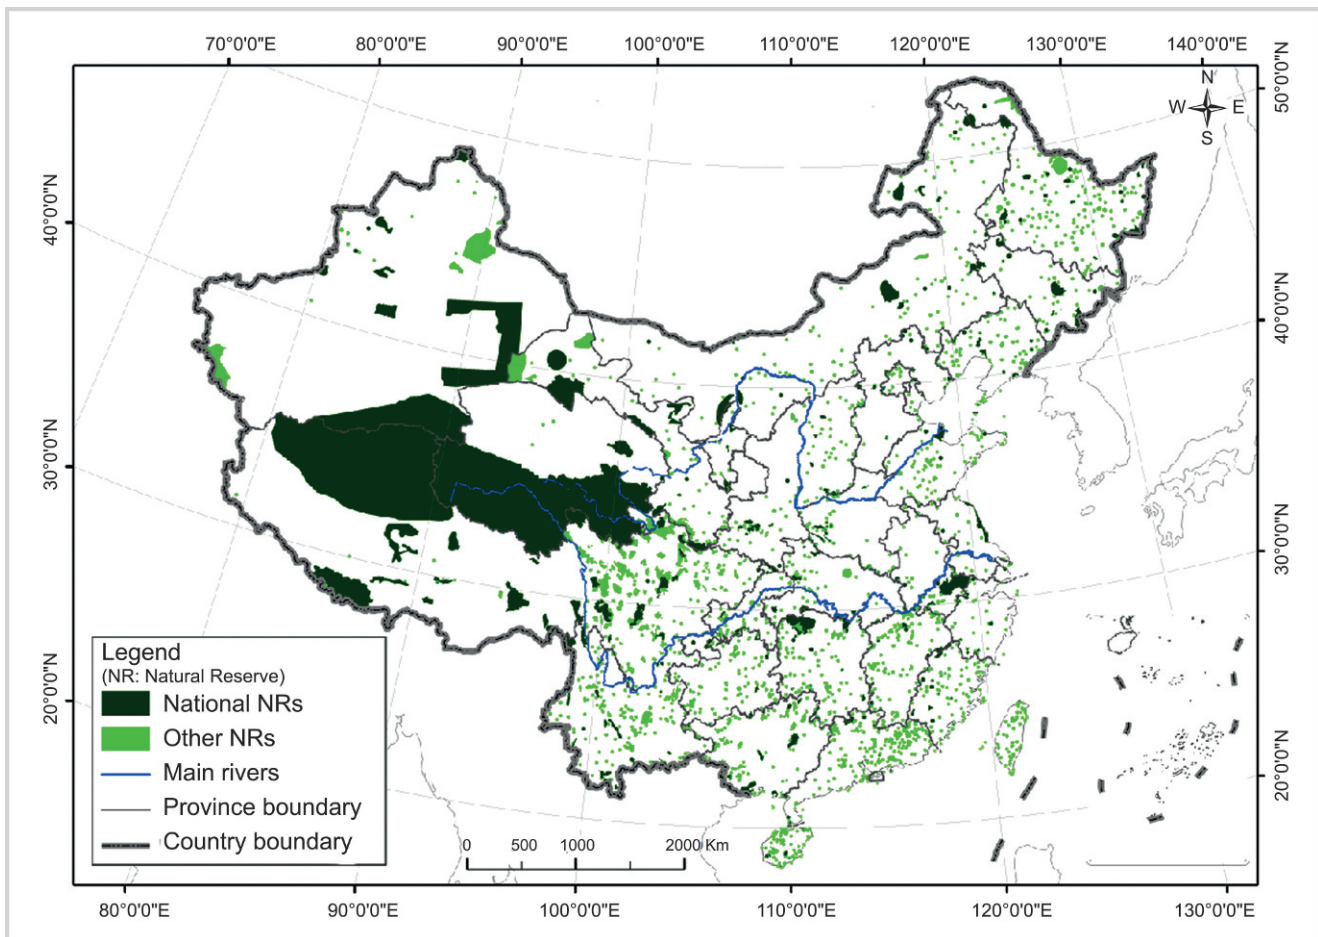 70°0'0"E 80°0'0"E 90°0'0"E 100°0'0"E 110°0'0"E 120°0'0"E 130°0'0"E 140°0'0"E
50°0'0"N
N
W E
S
40°0'0"N
40°0'0"N
30°0'0"N
30°0'0"N
20°0'0"N
20°0'0"N
Legend
(NR: Natural Reserve)
National NRs
Other NRs
Main rivers
Province boundary
Country boundary
0 500 1000 2000 Km
80°0'0"E 90°0'0"E 100°0'0"E 110°0'0"E 120°0'0"E 130°0'0"E